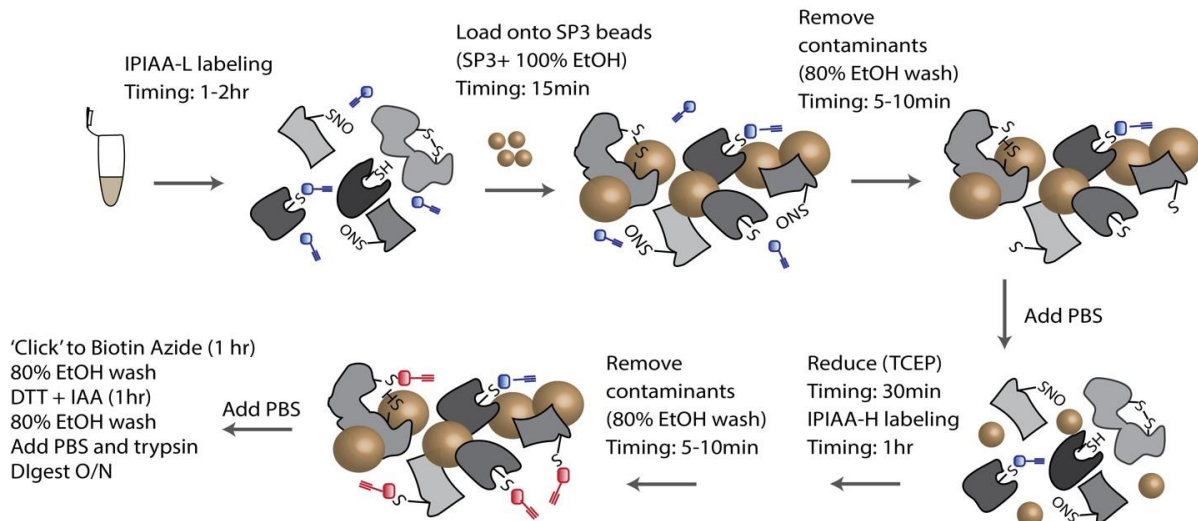 IPIAA-L labeling
Timing: 1-2hr
SNO
S
S
SH
S
SNO
Load onto SP3 beads
(SP3+ 100% EtOH)
Timing: 15min
S
S
S
S
SNO
SNO
Remove
contaminants
(80% EtOH wash)
Timing: 5-10min
S
HS
S
S
S
S
Add PBS
SNO
S
S
SH
S
SNO
Reduce (TCEP)
Timing: 30min
IPIAA-H labeling
Timing: 1hr
Remove
contaminants
(80% EtOH wash)
Timing: 5-10min
S
HS
S
S
S
S
Add PBS
'Click' to Biotin Azide (1 hr)
80% EtOH wash
DTT + IAA (1hr)
80% EtOH wash
Add PBS and trypsin
DIgest O/N